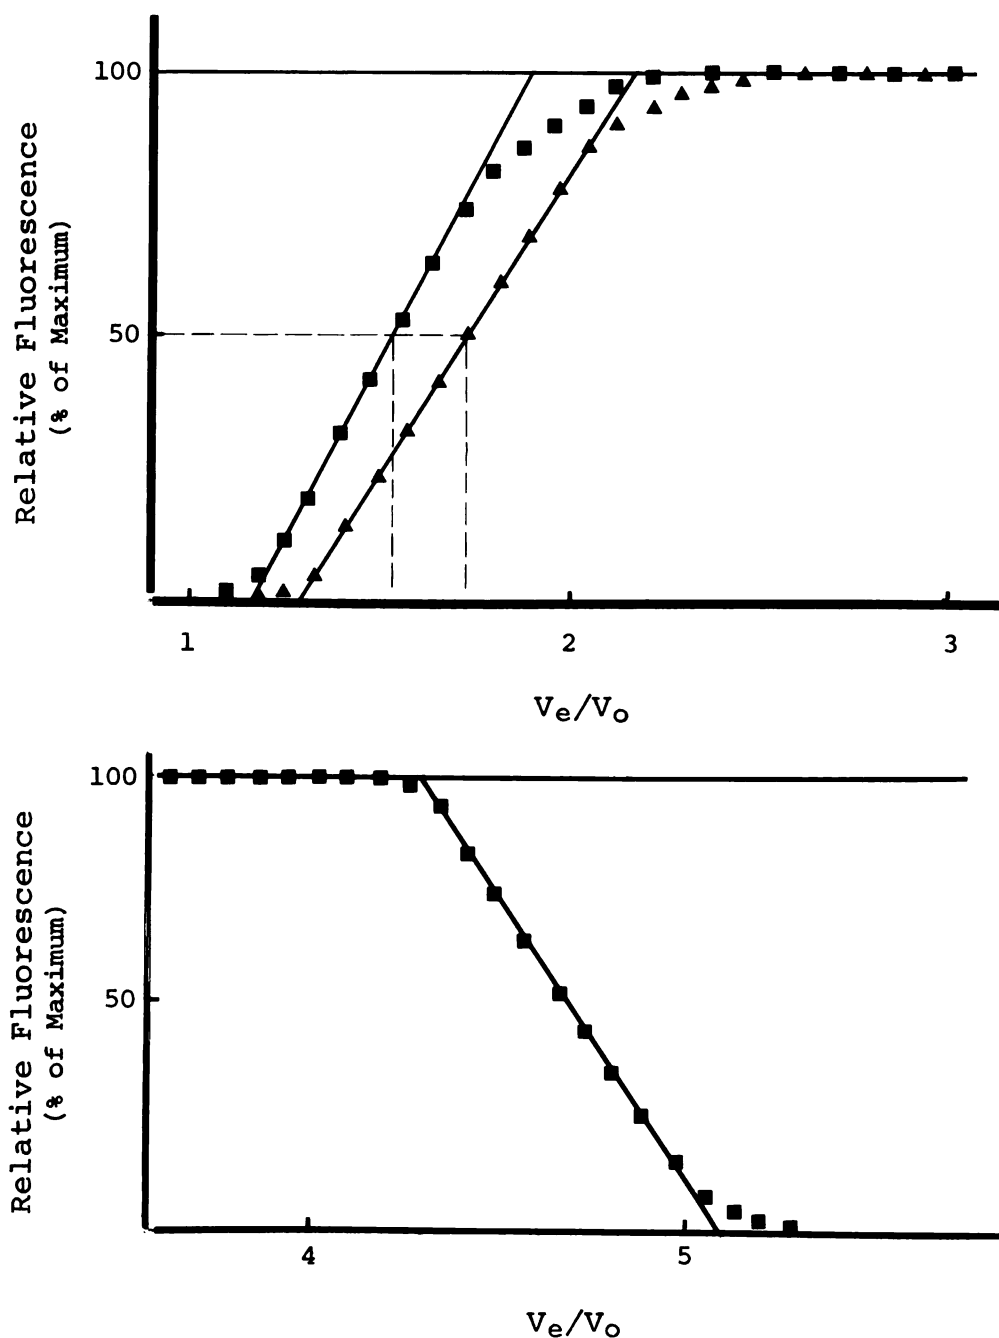 Relative Fluorescence
(% of Maximum)
100
50
1 2 3
Ve/Vo
Relative Fluorescence
(% of Maximum)
100
50
4 5
Ve/Vo